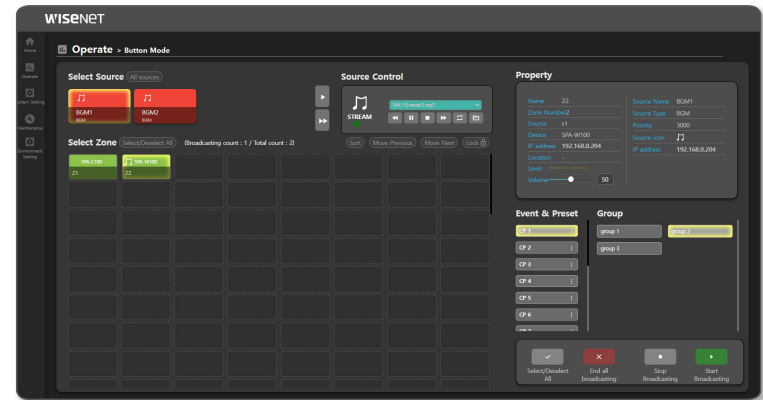 WISENET
Home
Operate
System Setting
Maintenance
Environment
Setting
Operate > Button Mode
Select Source
All sources
BGM1
BGM
BGM2
BGM
Source Control
STREAM
[04:25] music3.mp3
Select Zone
Select/Deselect All
(Broadcasting count : 1 / Total count : 2)
Sort
Move Previous
Move Next
Lock
SPA-C100
Z1
SPA-W100
Z2
Property
Name Z2
Zone Number2
Source s1
Device SPA-W100
IP address 192.168.0.204
Location -
Level
Volume 50
Source Name BGM1
Source Type BGM
Priority 3000
Source icon
IP address 192.168.0.204
Event & Preset
CP 1
CP 2
CP 3
CP 4
CP 5
CP 6
Group
group 1
group 2
group 3
Select/Deselect
All
End all
broadcasting
Stop
Broadcasting
Start
Broadcasting